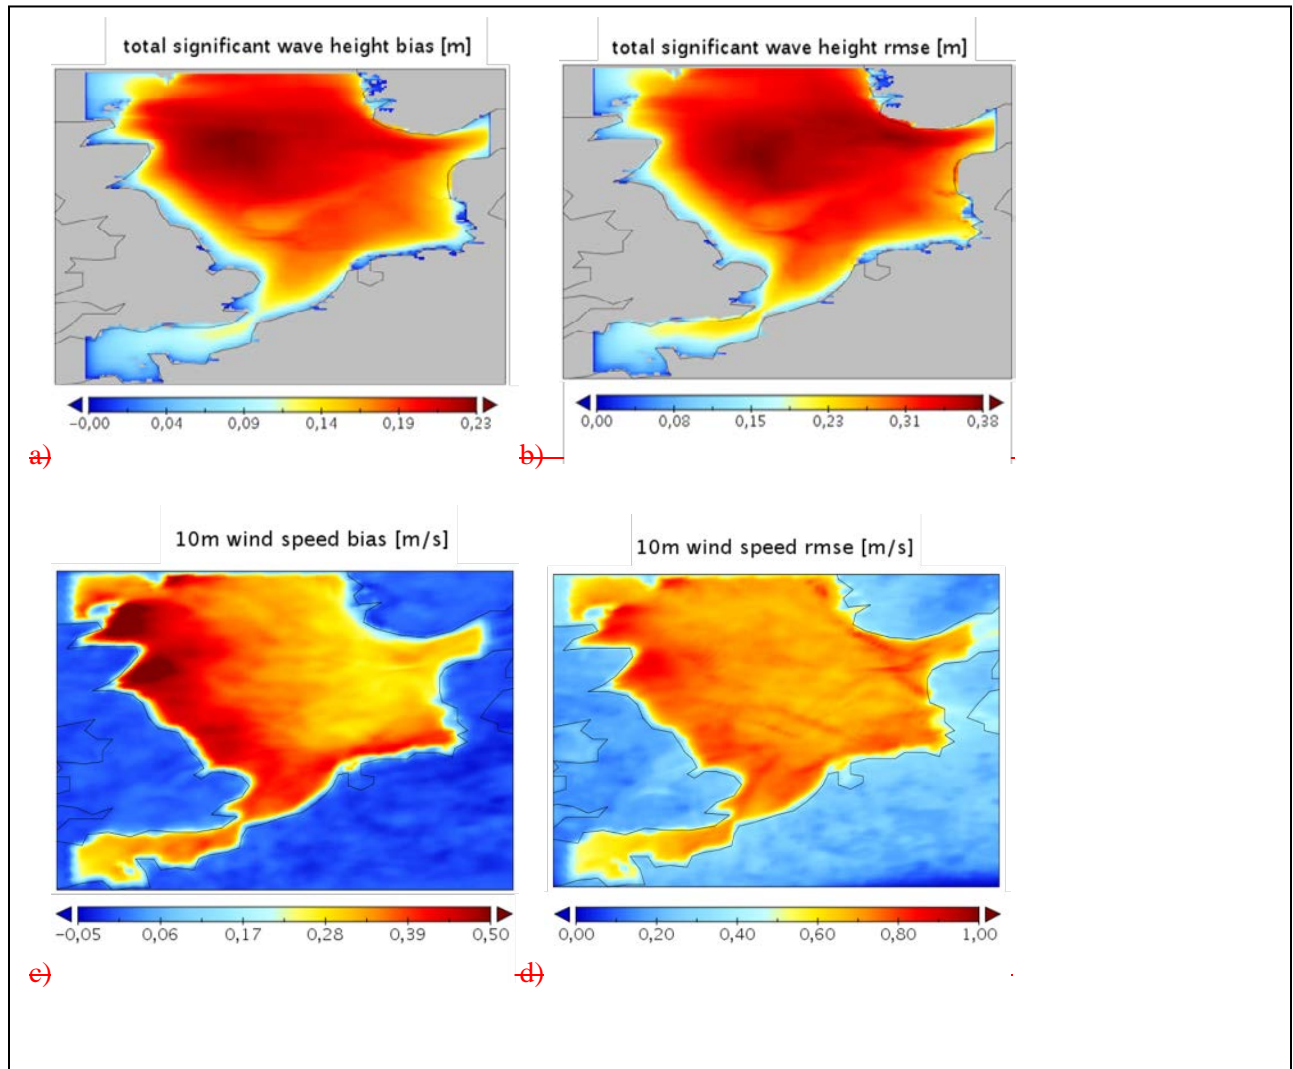 total significant wave height bias [m]
total significant wave height rmse [m]
−0,00 0,04 0,09 0,14 0,19 0,23
0,00 0,08 0,15 0,23 0,31 0,38
a) b)
10m wind speed bias [m/s]
10m wind speed rmse [m/s]
−0,05 0,06 0,17 0,28 0,39 0,50
0,00 0,20 0,40 0,60 0,80 1,00
c) d)